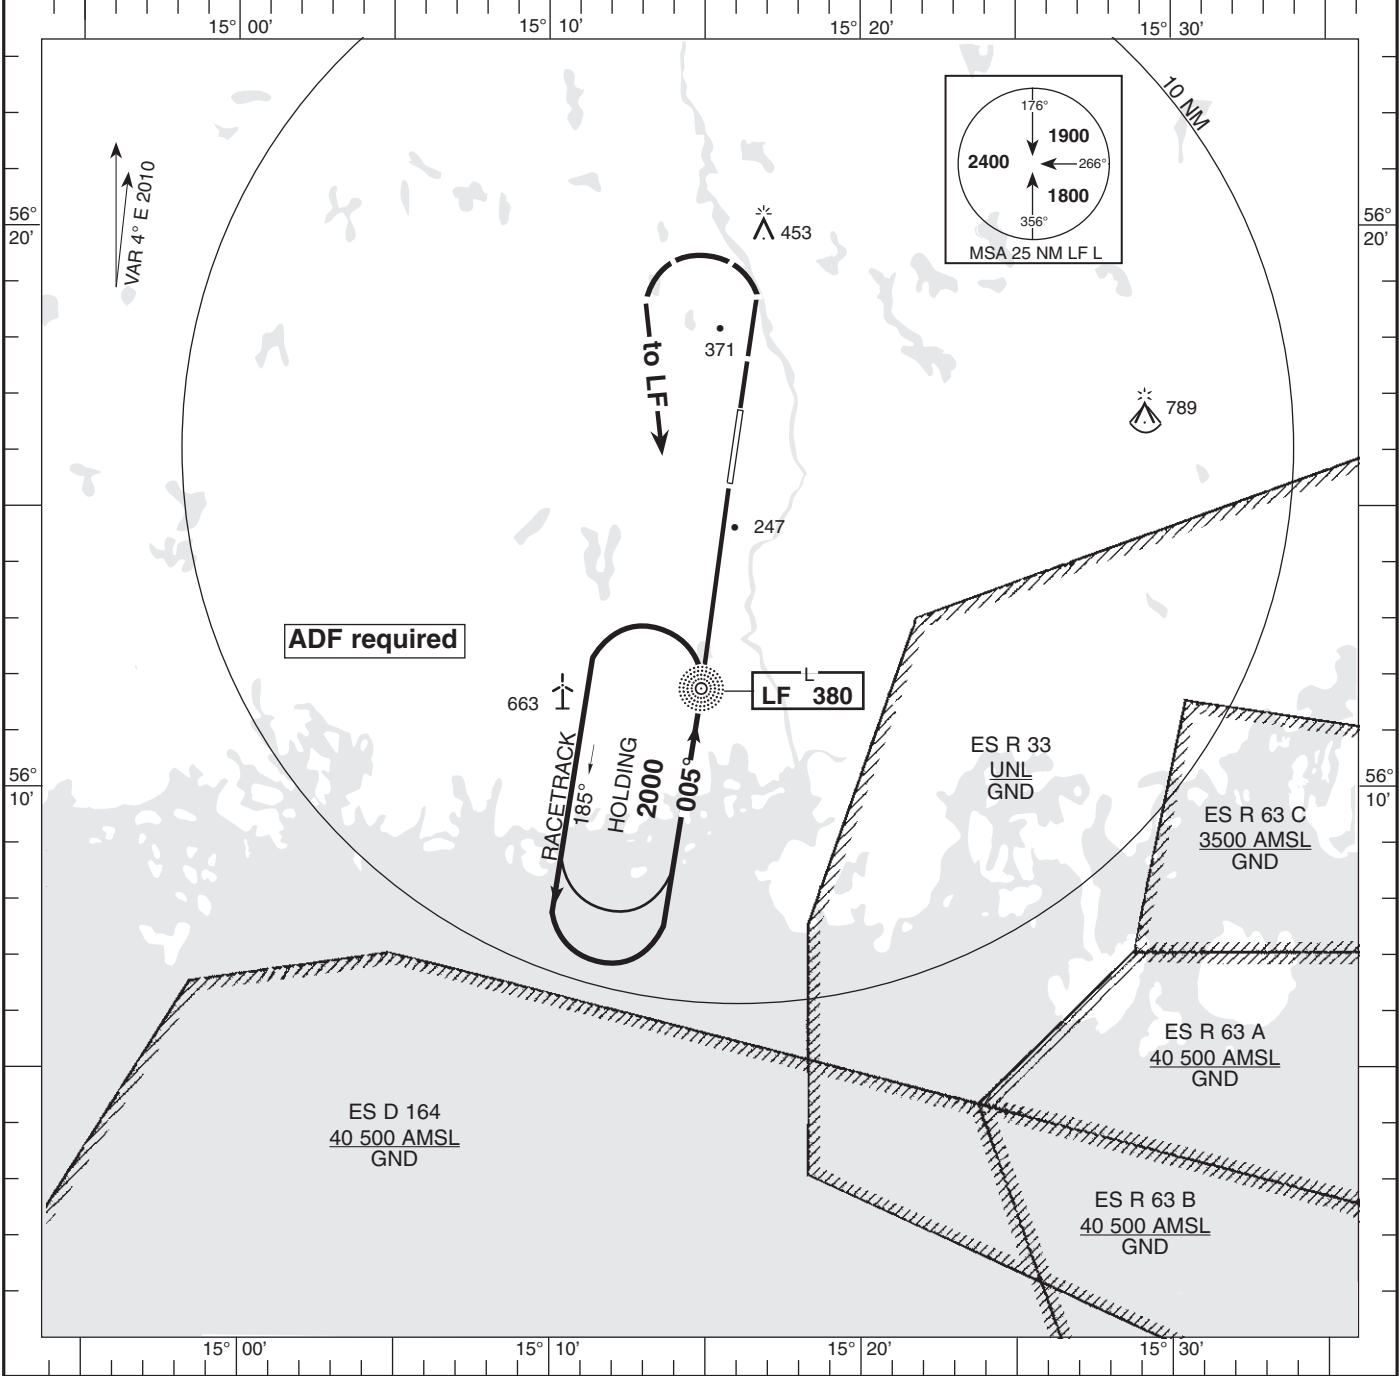 15° 00' 15° 10' 15° 20' 15° 30'
10 NM
176°
1900
2400
266°
1800
356°
MSA 25 NM LF L
VAR 4° E 2010
56°
20'
56°
20'
453
371
to LF
789
247
ADF required
L
LF 380
663
RACETRACK
185°
HOLDING
2000
005°
ES R 33
UNL
GND
56°
10'
56°
10'
ES R 63 C
3500 AMSL
GND
ES R 63 A
40 500 AMSL
GND
ES D 164
40 500 AMSL
GND
ES R 63 B
40 500 AMSL
GND
15° 00' 15° 10' 15° 20' 15° 30'